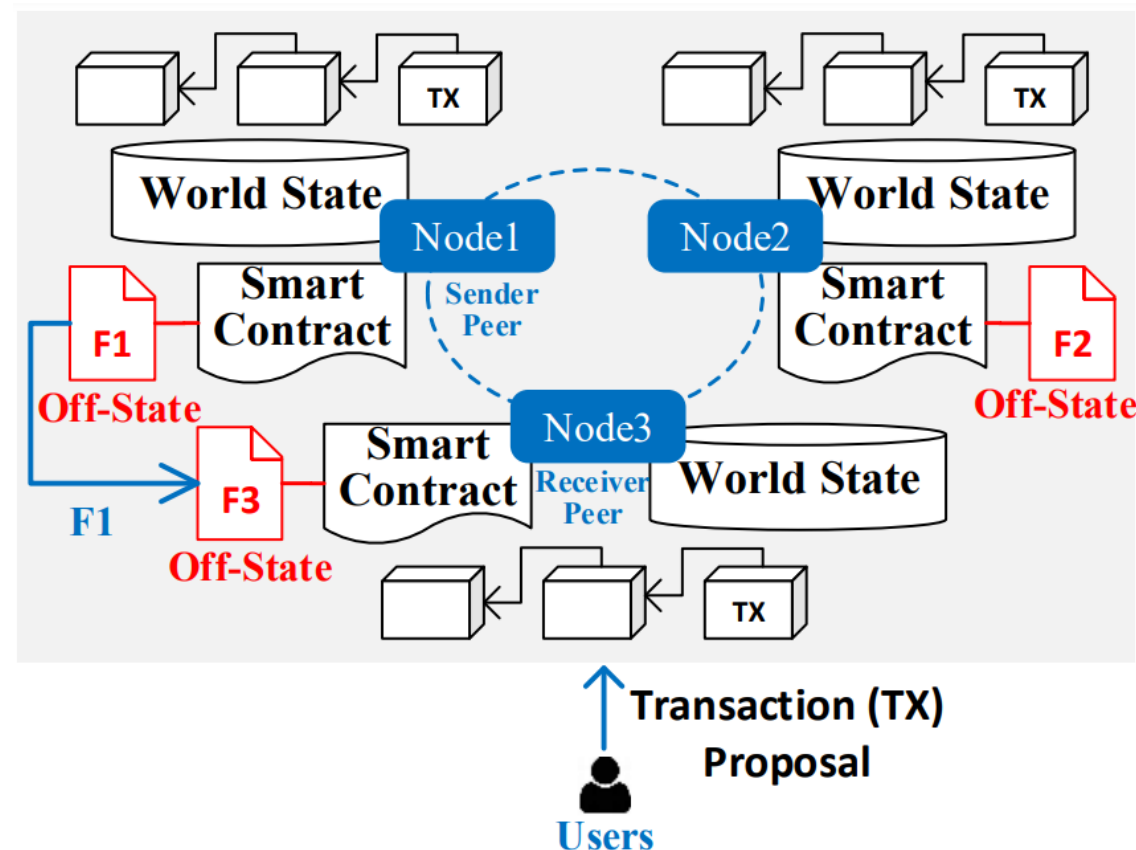 TX
TX
World State
World State
Node1
Node2
Sender
Peer
Smart
Contract
Smart
Contract
F1
F2
Off-State
Off-State
Node3
Smart
Contract
Receiver
Peer
World State
F3
F1
Off-State
TX
Transaction (TX)
Proposal
Users